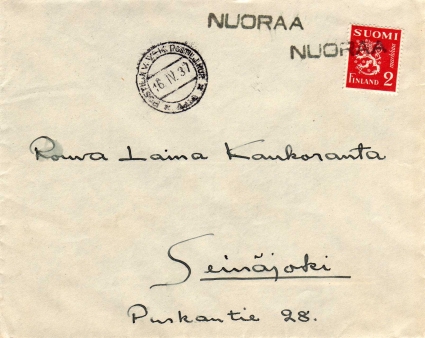 NUORAA
NUORAA
SUOMI
FINLAND 2
16.IV.37
Rouva Laina Kaukoranta
Seinäjoki
Puskantie 28.